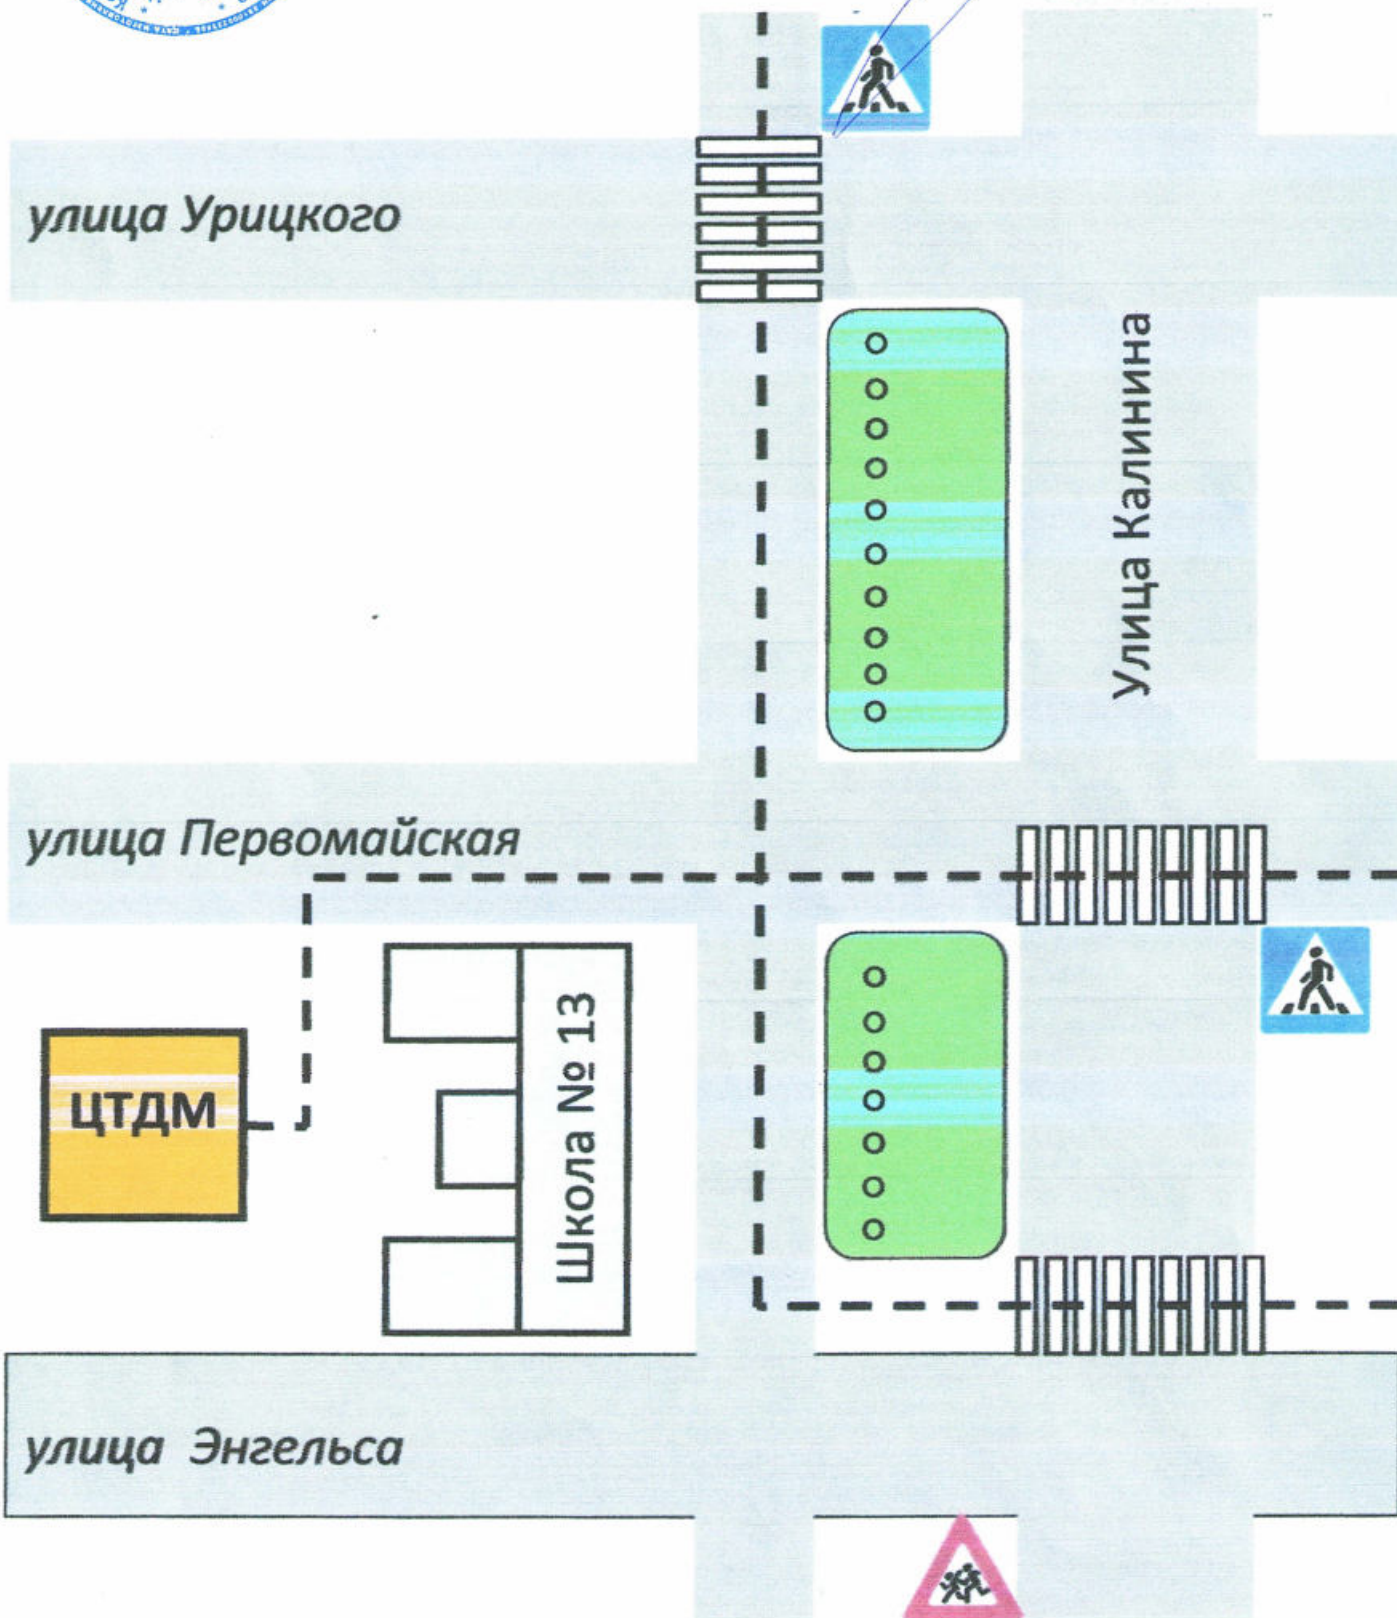 улица Урицкого
Улица Калинина
улица Первомайская
ЦТДМ
Школа № 13
улица Энгельса